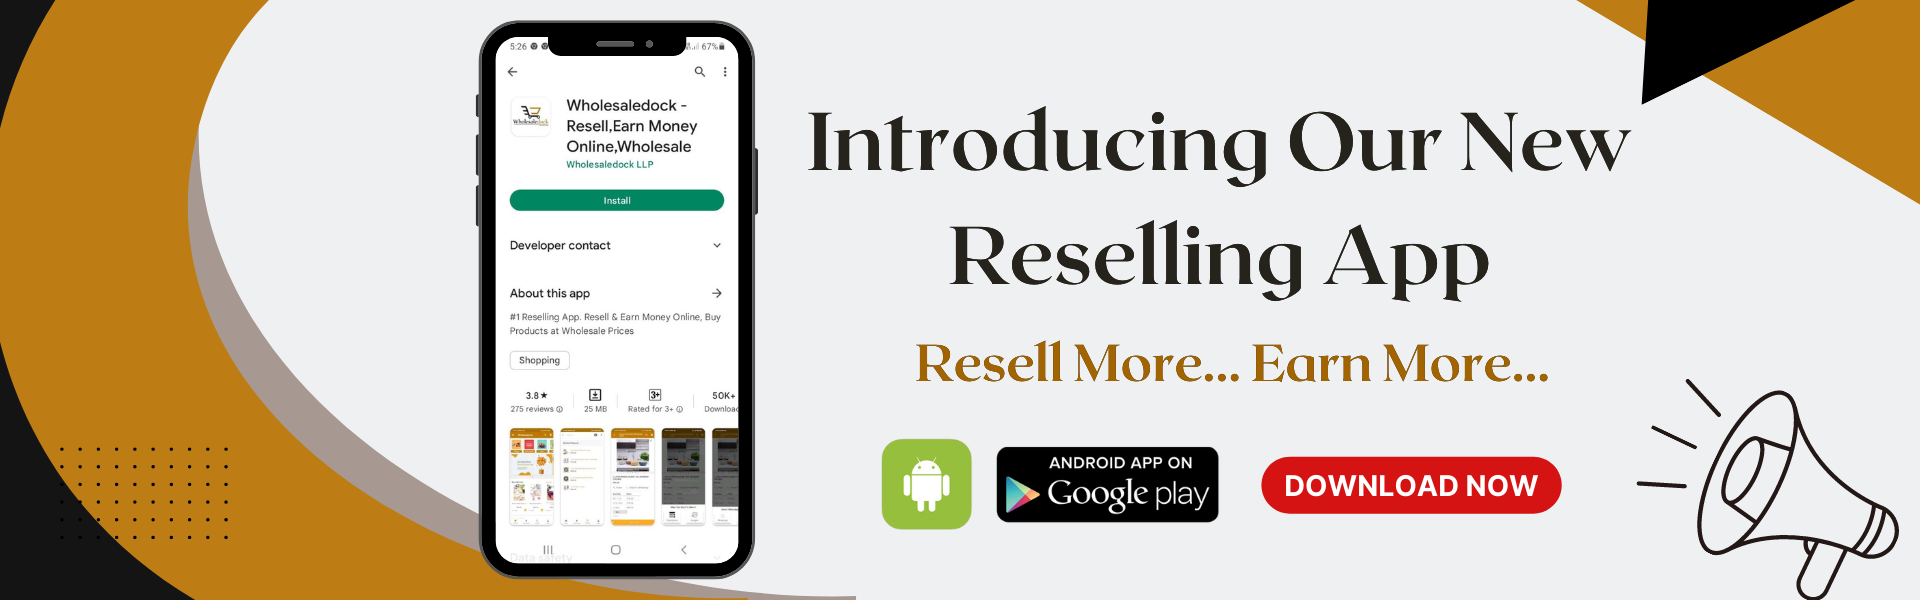 5:26
67%
Wholesaledock -
Resell,Earn Money
Online,Wholesale
Wholesaledock LLP
Wholesaledock
Install
Developer contact
About this app
#1 Reselling App. Resell & Earn Money Online, Buy
Products at Wholesale Prices
Shopping
3.8★
275 reviews
25 MB
3+
Rated for 3+
50K+
Data safety
Introducing Our New
Reselling App
Resell More... Earn More...
ANDROID APP ON
Google play
DOWNLOAD NOW